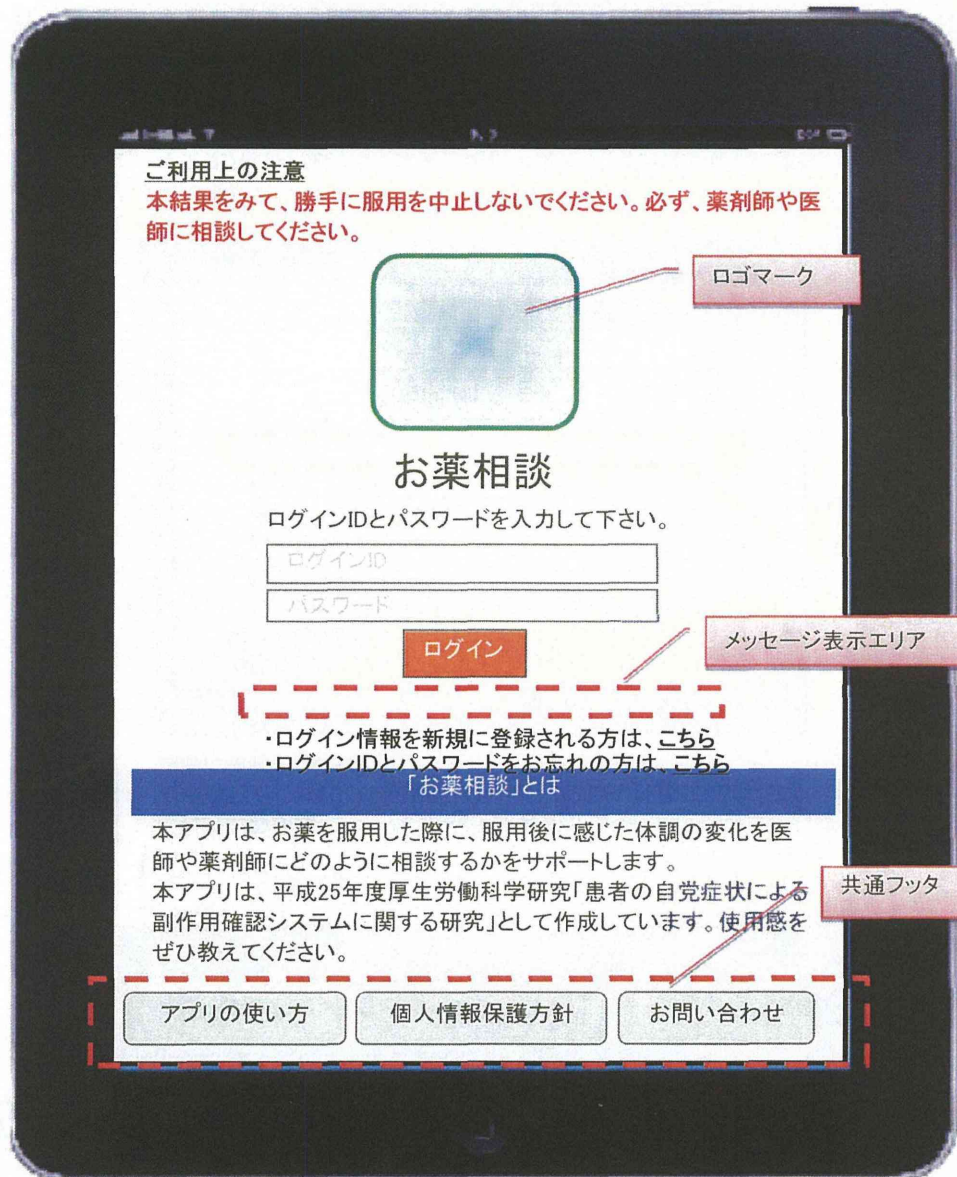 ご利用上の注意
本結果をみて、勝手に服用を中止しないでください。必ず、薬剤師や医
師に相談してください。
ロゴマーク
お薬相談
ログインIDとパスワードを入力して下さい。
ログインID
パスワード
ログイン
メッセージ表示エリア
・ログイン情報を新規に登録される方は、こちら
・ログインIDとパスワードをお忘れの方は、こちら
「お薬相談」とは
本アプリは、お薬を服用した際に、服用後に感じた体調の変化を医
師や薬剤師にどのように相談するかをサポートします。
本アプリは、平成25年度厚生労働科学研究「患者の自党症状による
副作用確認システムに関する研究」として作成しています。使用感を
ぜひ教えてください。
共通フッタ
アプリの使い方
個人情報保護方針
お問い合わせ